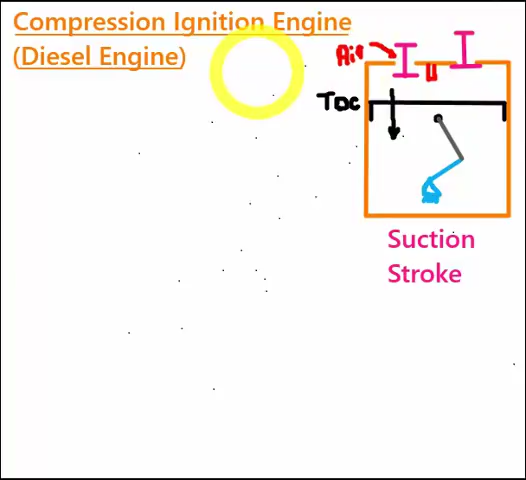 Compression Ignition Engine
(Diesel Engine)
Air
TDC
Suction
Stroke